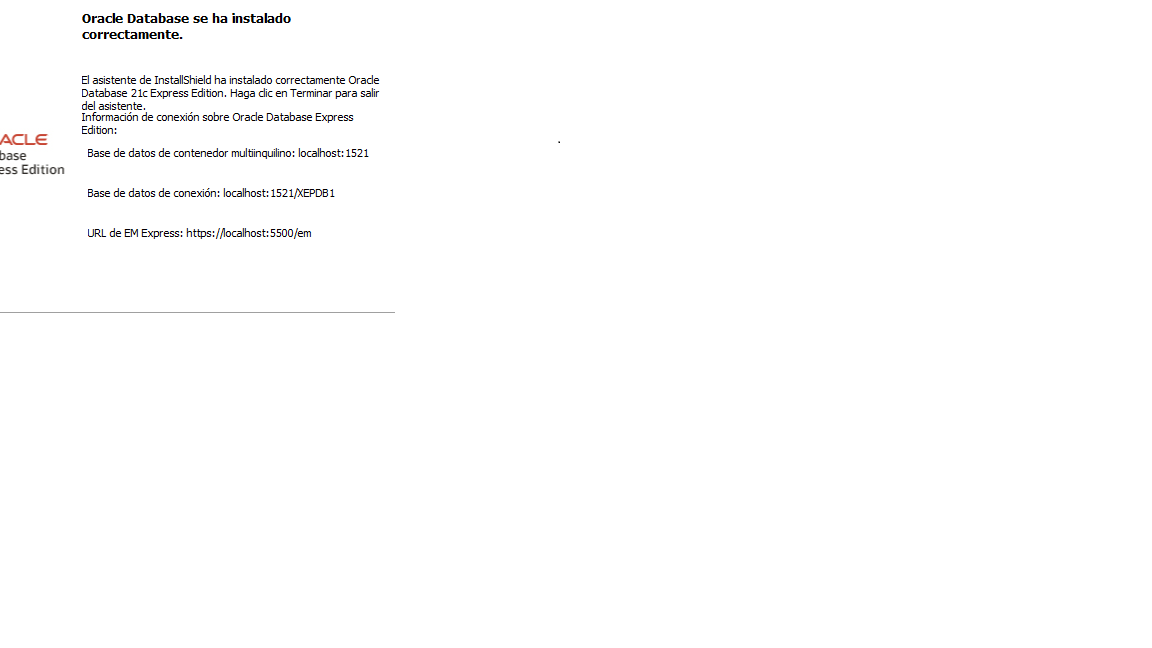 Oracle Database se ha instalado
correctamente.
El asistente de InstallShield ha instalado correctamente Oracle
Database 21c Express Edition. Haga clic en Terminar para salir
del asistente.
Información de conexión sobre Oracle Database Express
Edition:
ACLE
base
ess Edition
Base de datos de contenedor multiinquilino: localhost:1521
Base de datos de conexión: localhost:1521/XEPDB1
URL de EM Express: https://localhost:5500/em